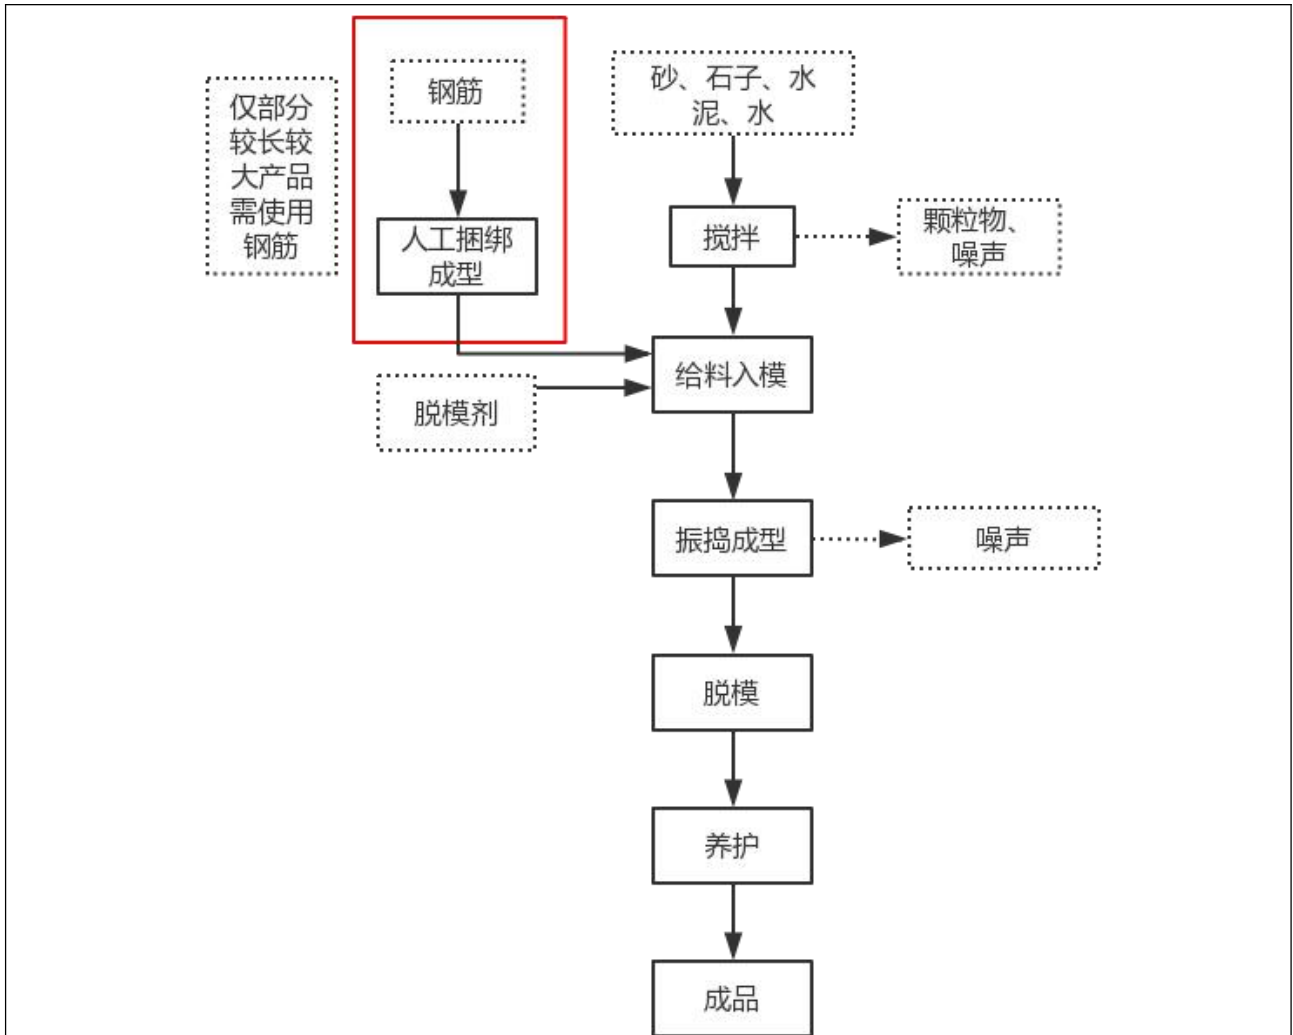 仅部分
较长较
大产品
需使用
钢筋
钢筋
人工捆绑
成型
脱模剂
砂、石子、水
泥、水
搅拌
颗粒物、
噪声
给料入模
振捣成型
噪声
脱模
养护
成品